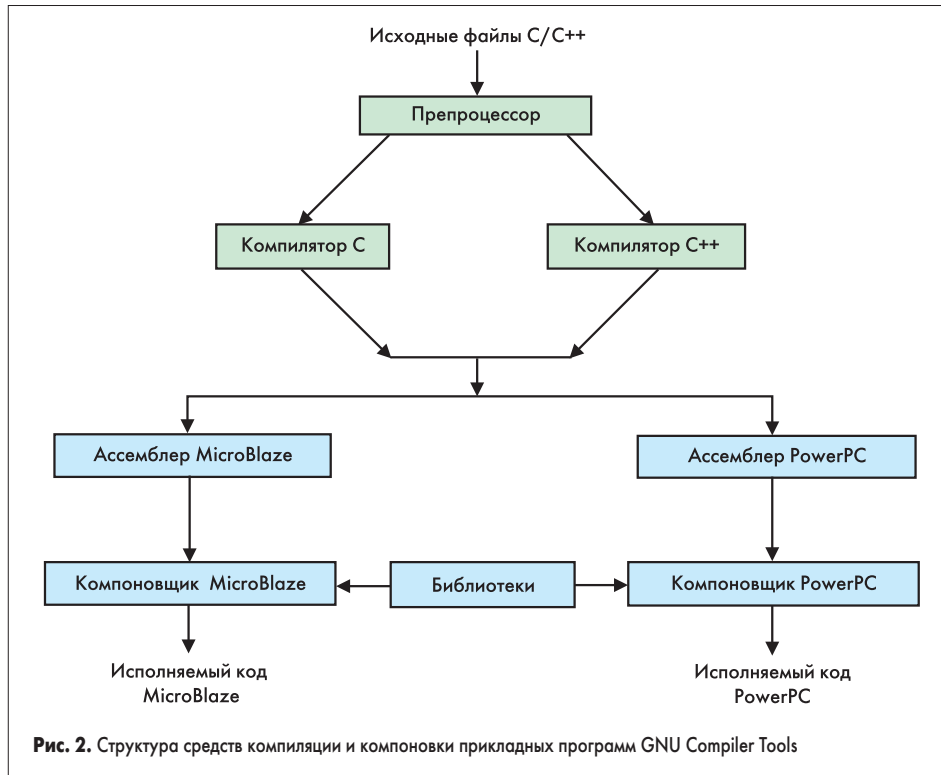 Исходные файлы C/C++
Препроцессор
Компилятор C
Компилятор C++
Ассемблер MicroBlaze
Ассемблер PowerPC
Компоновщик MicroBlaze
Библиотеки
Компоновщик PowerPC
Исполняемый код
MicroBlaze
Исполняемый код
PowerPC
Рис. 2. Структура средств компиляции и компоновки прикладных программ GNU Compiler Tools